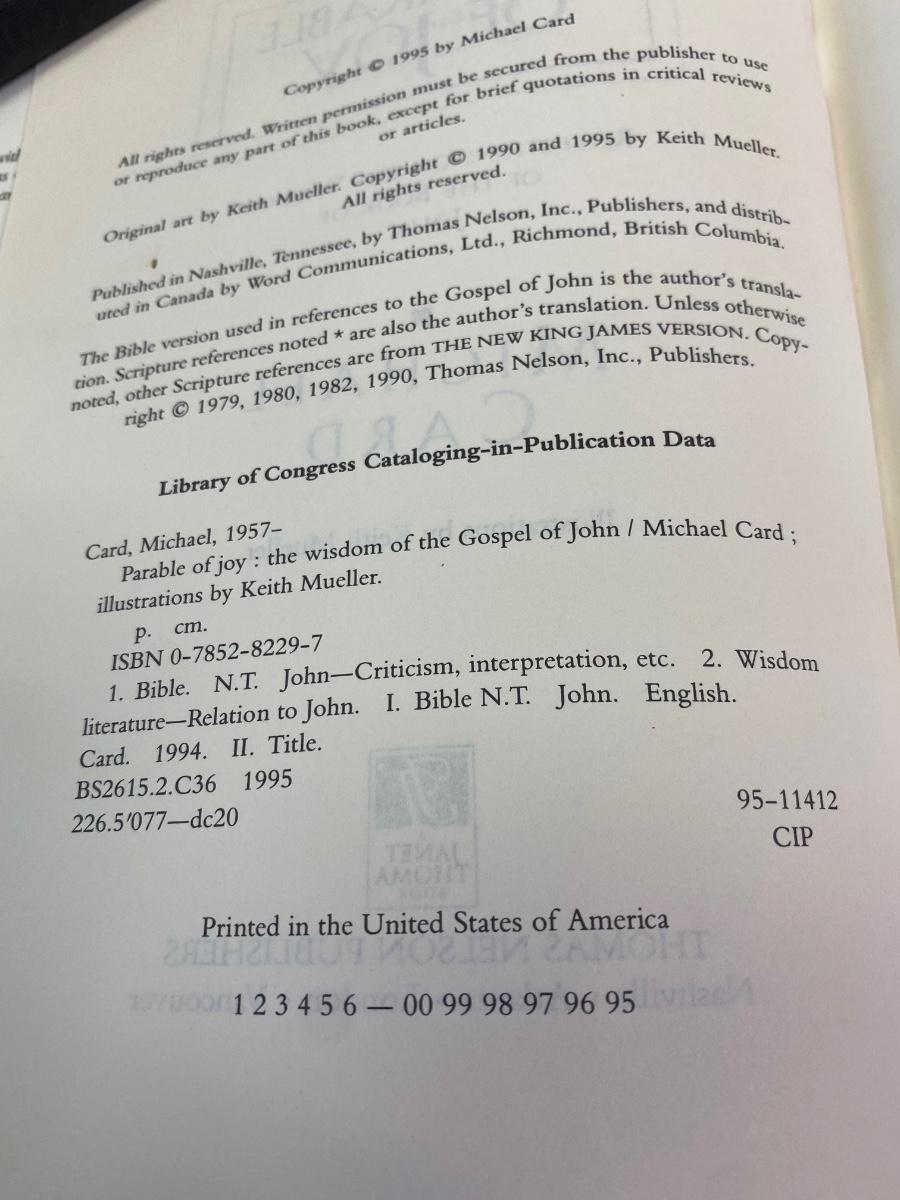 Copyright © 1995 by Michael Card
All rights reserved. Written permission must be secured from the publisher to use
or reproduce any part of this book, except for brief quotations in critical reviews
or articles.
Original art by Keith Mueller. Copyright © 1990 and 1995 by Keith Mueller.
All rights reserved.
Published in Nashville, Tennessee, by Thomas Nelson, Inc., Publishers, and distrib-
uted in Canada by Word Communications, Ltd., Richmond, British Columbia.
The Bible version used in references to the Gospel of John is the author's transla-
tion. Scripture references noted * are also the author's translation. Unless otherwise
noted, other Scripture references are from THE NEW KING JAMES VERSION. Copy-
right © 1979, 1980, 1982, 1990, Thomas Nelson, Inc., Publishers.
Library of Congress Cataloging-in-Publication Data
Card, Michael, 1957–
Parable of joy : the wisdom of the Gospel of John / Michael Card ;
illustrations by Keith Mueller.
p. cm.
ISBN 0-7852-8229-7
1. Bible. N.T. John—Criticism, interpretation, etc. 2. Wisdom
literature—Relation to John. I. Bible N.T. John. English.
Card. 1994. II. Title.
BS2615.2.C36 1995
226.5′077—dc20
95-11412
CIP
Printed in the United States of America
1 2 3 4 5 6 — 00 99 98 97 96 95